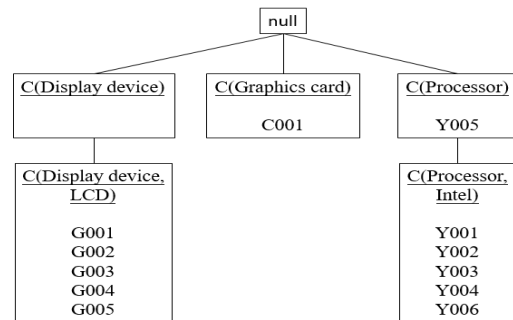 null
C(Display device)
C(Graphics card)
C001
C(Processor)
Y005
C(Display device,
LCD)
G001
G002
G003
G004
G005
C(Processor,
Intel)
Y001
Y002
Y003
Y004
Y006